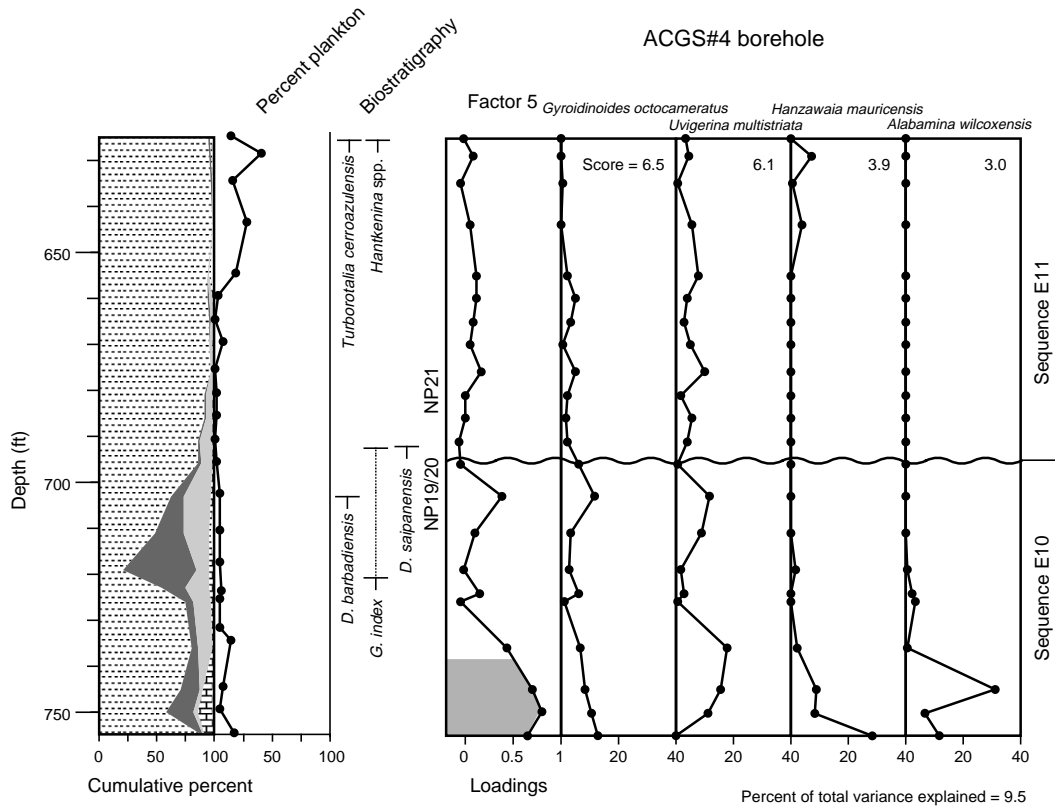 ACGS#4 borehole
Percent plankton
Biostratigraphy
Factor 5
Gyroidinoides octocameratus
Hanzawaia mauricensis
Uvigerina multistriata
Alabamina wilcoxensis
Score = 6.5
6.1
3.9
3.0
Turborotalia cerroazulensis
Hantkenina spp.
D. barbadiensis
G. index
D. saipanensis
NP21
NP19/20
Sequence E11
Sequence E10
Depth (ft)
650
700
750
0 50 100 0 100
0 0.5 1 20 40 20 40 20 40 20 40
Cumulative percent
Loadings
Percent of total variance explained = 9.5